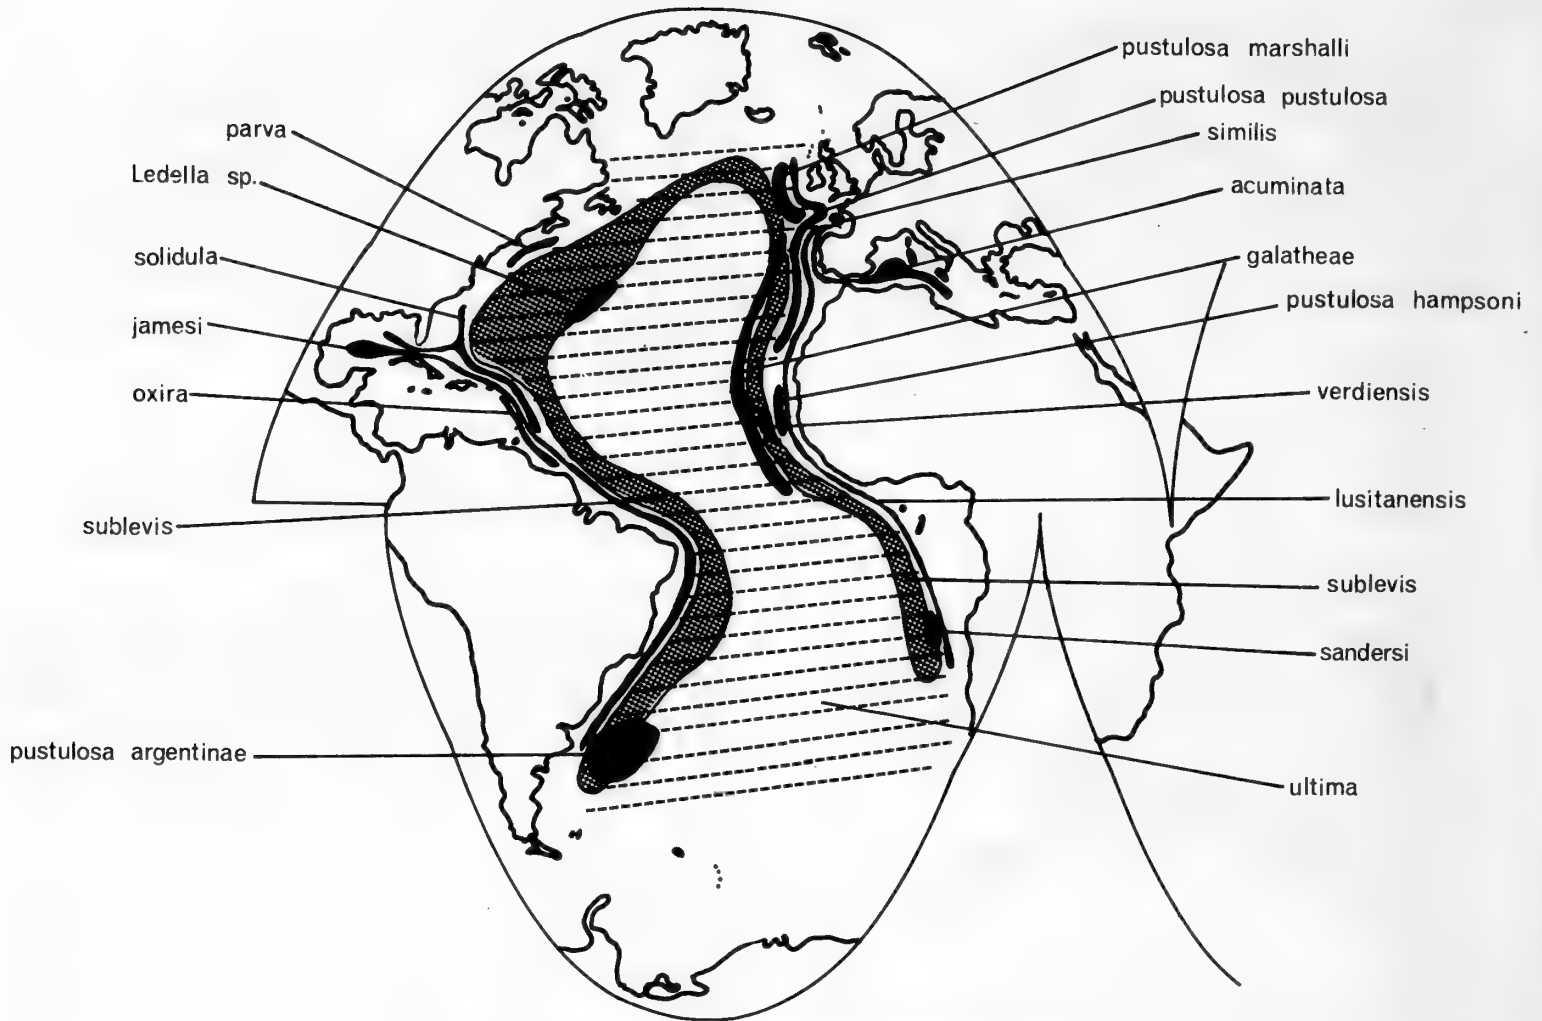 parva
Ledella sp.
solidula
jamesi
oxira
sublevis
pustulosa argentinae
pustulosa marshalli
pustulosa pustulosa
similis
acuminata
galatheae
pustulosa hampsoni
verdiensis
lusitanensis
sublevis
sandersi
ultima